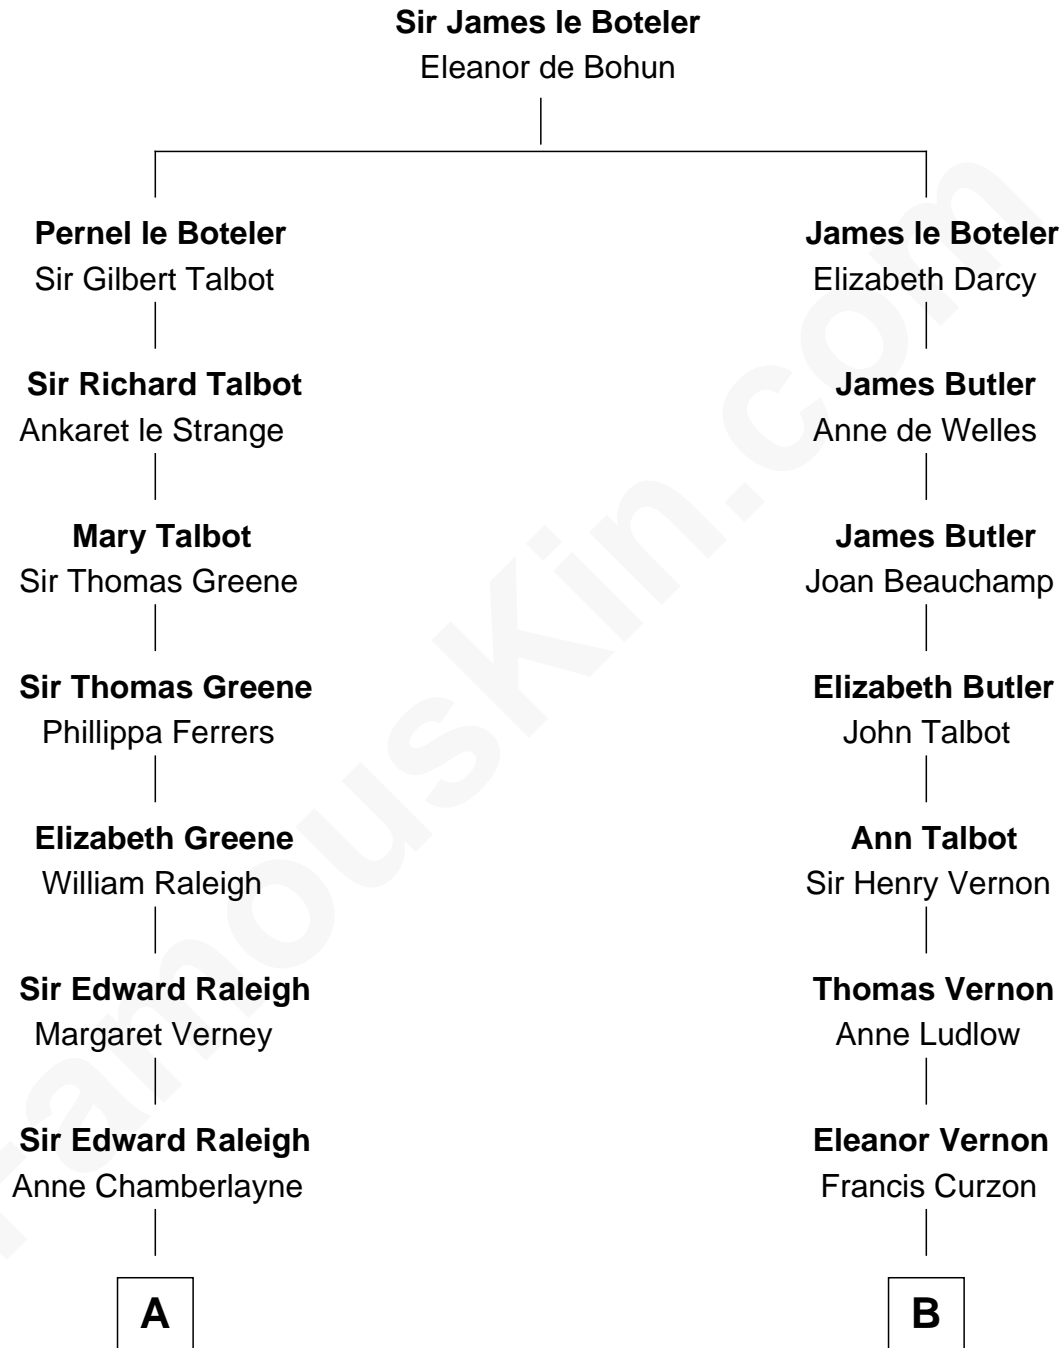 Sir James le Boteler
Eleanor de Bohun
Pernel le Boteler
Sir Gilbert Talbot
James le Boteler
Elizabeth Darcy
Sir Richard Talbot
Ankaret le Strange
James Butler
Anne de Welles
Mary Talbot
Sir Thomas Greene
James Butler
Joan Beauchamp
Sir Thomas Greene
Phillippa Ferrers
Elizabeth Butler
John Talbot
Elizabeth Greene
William Raleigh
Ann Talbot
Sir Henry Vernon
Sir Edward Raleigh
Margaret Verney
Thomas Vernon
Anne Ludlow
Sir Edward Raleigh
Anne Chamberlayne
Eleanor Vernon
Francis Curzon
A
B
FamousKin.com